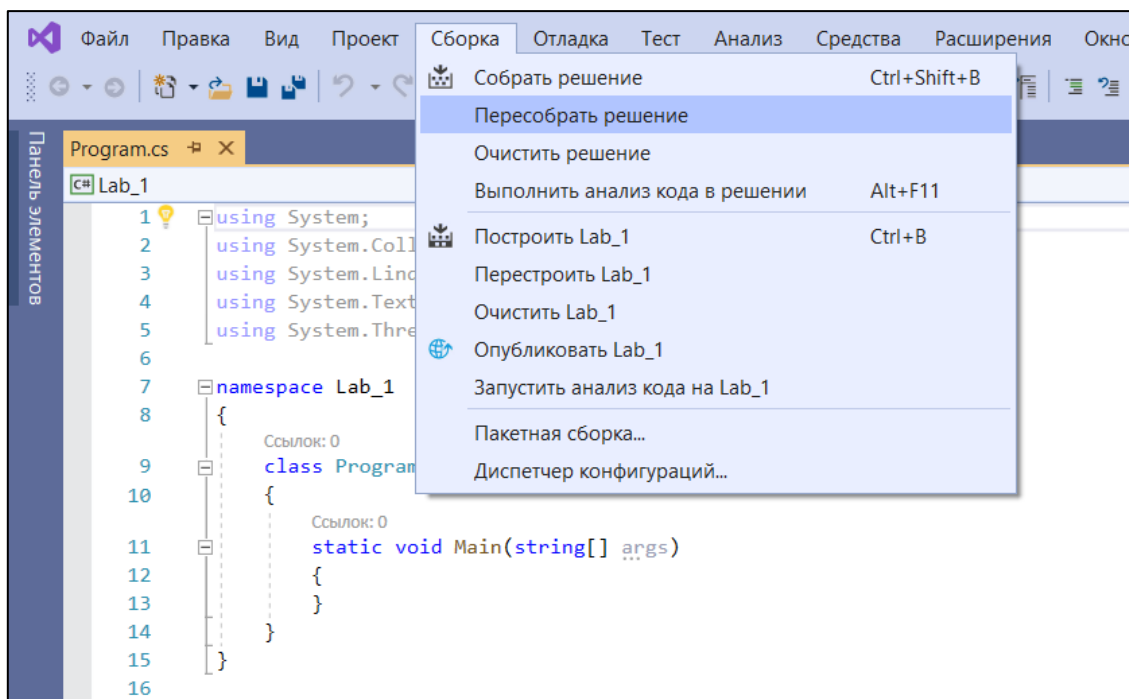 Файл Правка Вид Проект Сборка Отладка Тест Анализ Средства Расширения Окно
Собрать решение Ctrl+Shift+B
Пересобрать решение
Очистить решение
Выполнить анализ кода в решении Alt+F11
Построить Lab_1 Ctrl+B
Перестроить Lab_1
Очистить Lab_1
Опубликовать Lab_1
Запустить анализ кода на Lab_1
Пакетная сборка...
Диспетчер конфигураций...
Панель элементов
Program.cs
C# Lab_1
1 using System;
2 using System.Coll
3 using System.Linq
4 using System.Text
5 using System.Thre
6
7 namespace Lab_1
8 {
Ссылок: 0
9 class Program
10 {
Ссылок: 0
11 static void Main(string[] args)
12 {
13 }
14 }
15 }
16